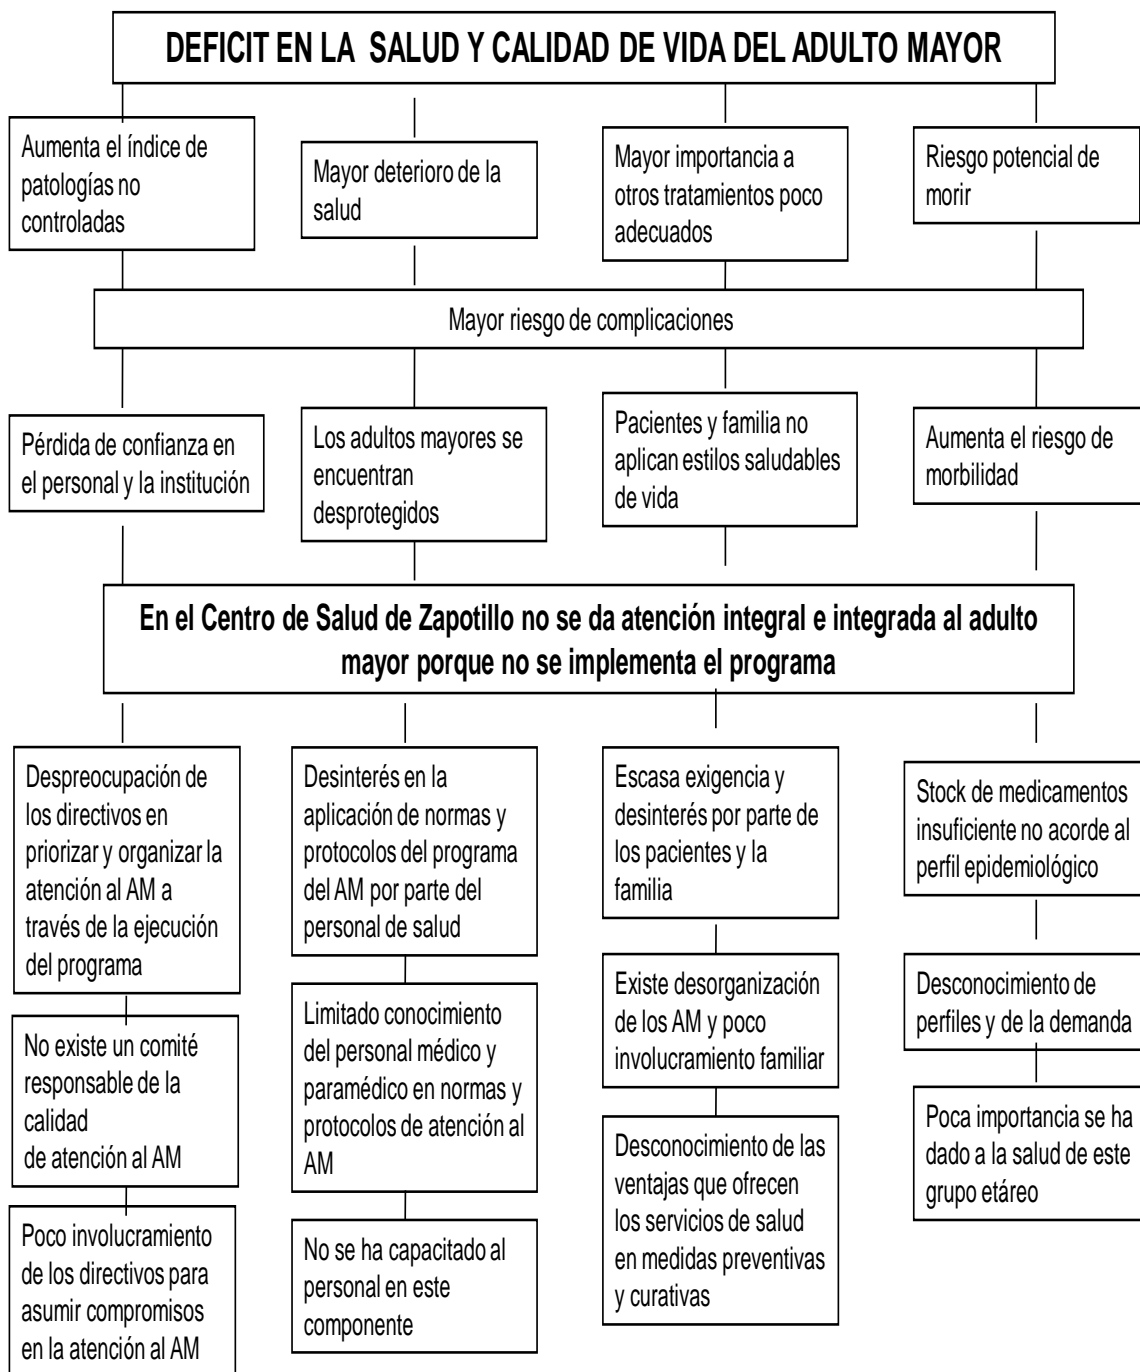 DEFICIT EN LA SALUD Y CALIDAD DE VIDA DEL ADULTO MAYOR
Aumenta el índice de
patologías no
controladas
Mayor deterioro de la
salud
Mayor importancia a
otros tratamientos poco
adecuados
Riesgo potencial de
morir
Mayor riesgo de complicaciones
Pérdida de confianza en
el personal y la institución
Los adultos mayores se
encuentran
desprotegidos
Pacientes y familia no
aplican estilos saludables
de vida
Aumenta el riesgo de
morbilidad
En el Centro de Salud de Zapotillo no se da atención integral e integrada al adulto
mayor porque no se implementa el programa
Despreocupación de
los directivos en
priorizar y organizar la
atención al AM a
través de la ejecución
del programa
Desinterés en la
aplicación de normas y
protocolos del programa
del AM por parte del
personal de salud
Escasa exigencia y
desinterés por parte de
los pacientes y la
familia
Stock de medicamentos
insuficiente no acorde al
perfil epidemiológico
No existe un comité
responsable de la
calidad
de atención al AM
Limitado conocimiento
del personal médico y
paramédico en normas y
protocolos de atención al
AM
Existe desorganización
de los AM y poco
involucramiento familiar
Desconocimiento de
perfiles y de la demanda
Poco involucramiento
de los directivos para
asumir compromisos
en la atención al AM
No se ha capacitado al
personal en este
componente
Desconocimiento de las
ventajas que ofrecen
los servicios de salud
en medidas preventivas
y curativas
Poca importancia se ha
dado a la salud de este
grupo etáreo